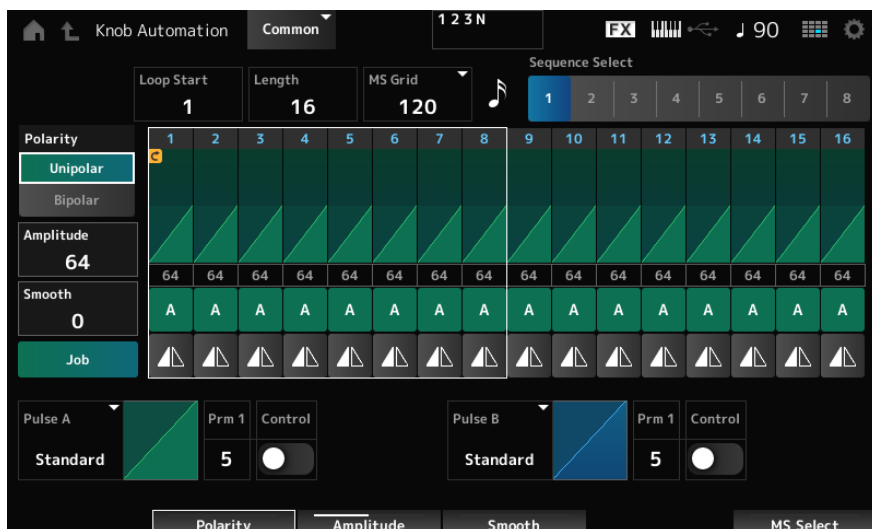 Knob Automation
Common
1 2 3 N
FX
90
Sequence Select
Loop Start
1
Length
16
MS Grid
120
1 2 3 4 5 6 7 8
Polarity
Unipolar
Bipolar
Amplitude
64
Smooth
0
Job
1 2 3 4 5 6 7 8 9 10 11 12 13 14 15 16
64 64 64 64 64 64 64 64 64 64 64 64 64 64 64 64
A A A A A A A A A A A A A A A A
Pulse A
Standard
Prm 1
5
Control
Pulse B
Standard
Prm 1
5
Control
Polarity
Amplitude
Smooth
MS Select